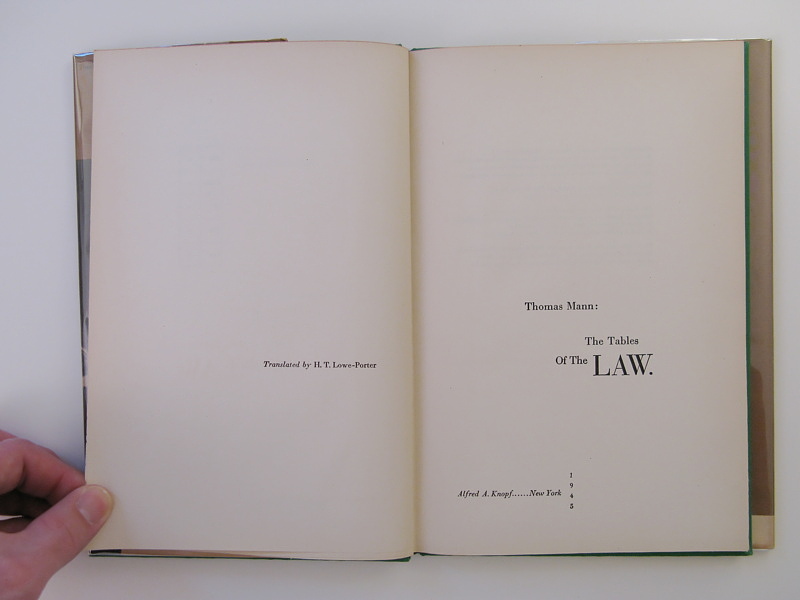 Translated by H. T. Lowe-Porter
Thomas Mann:
The Tables
Of The LAW.
Alfred A. Knopf......New York
1
9
4
5